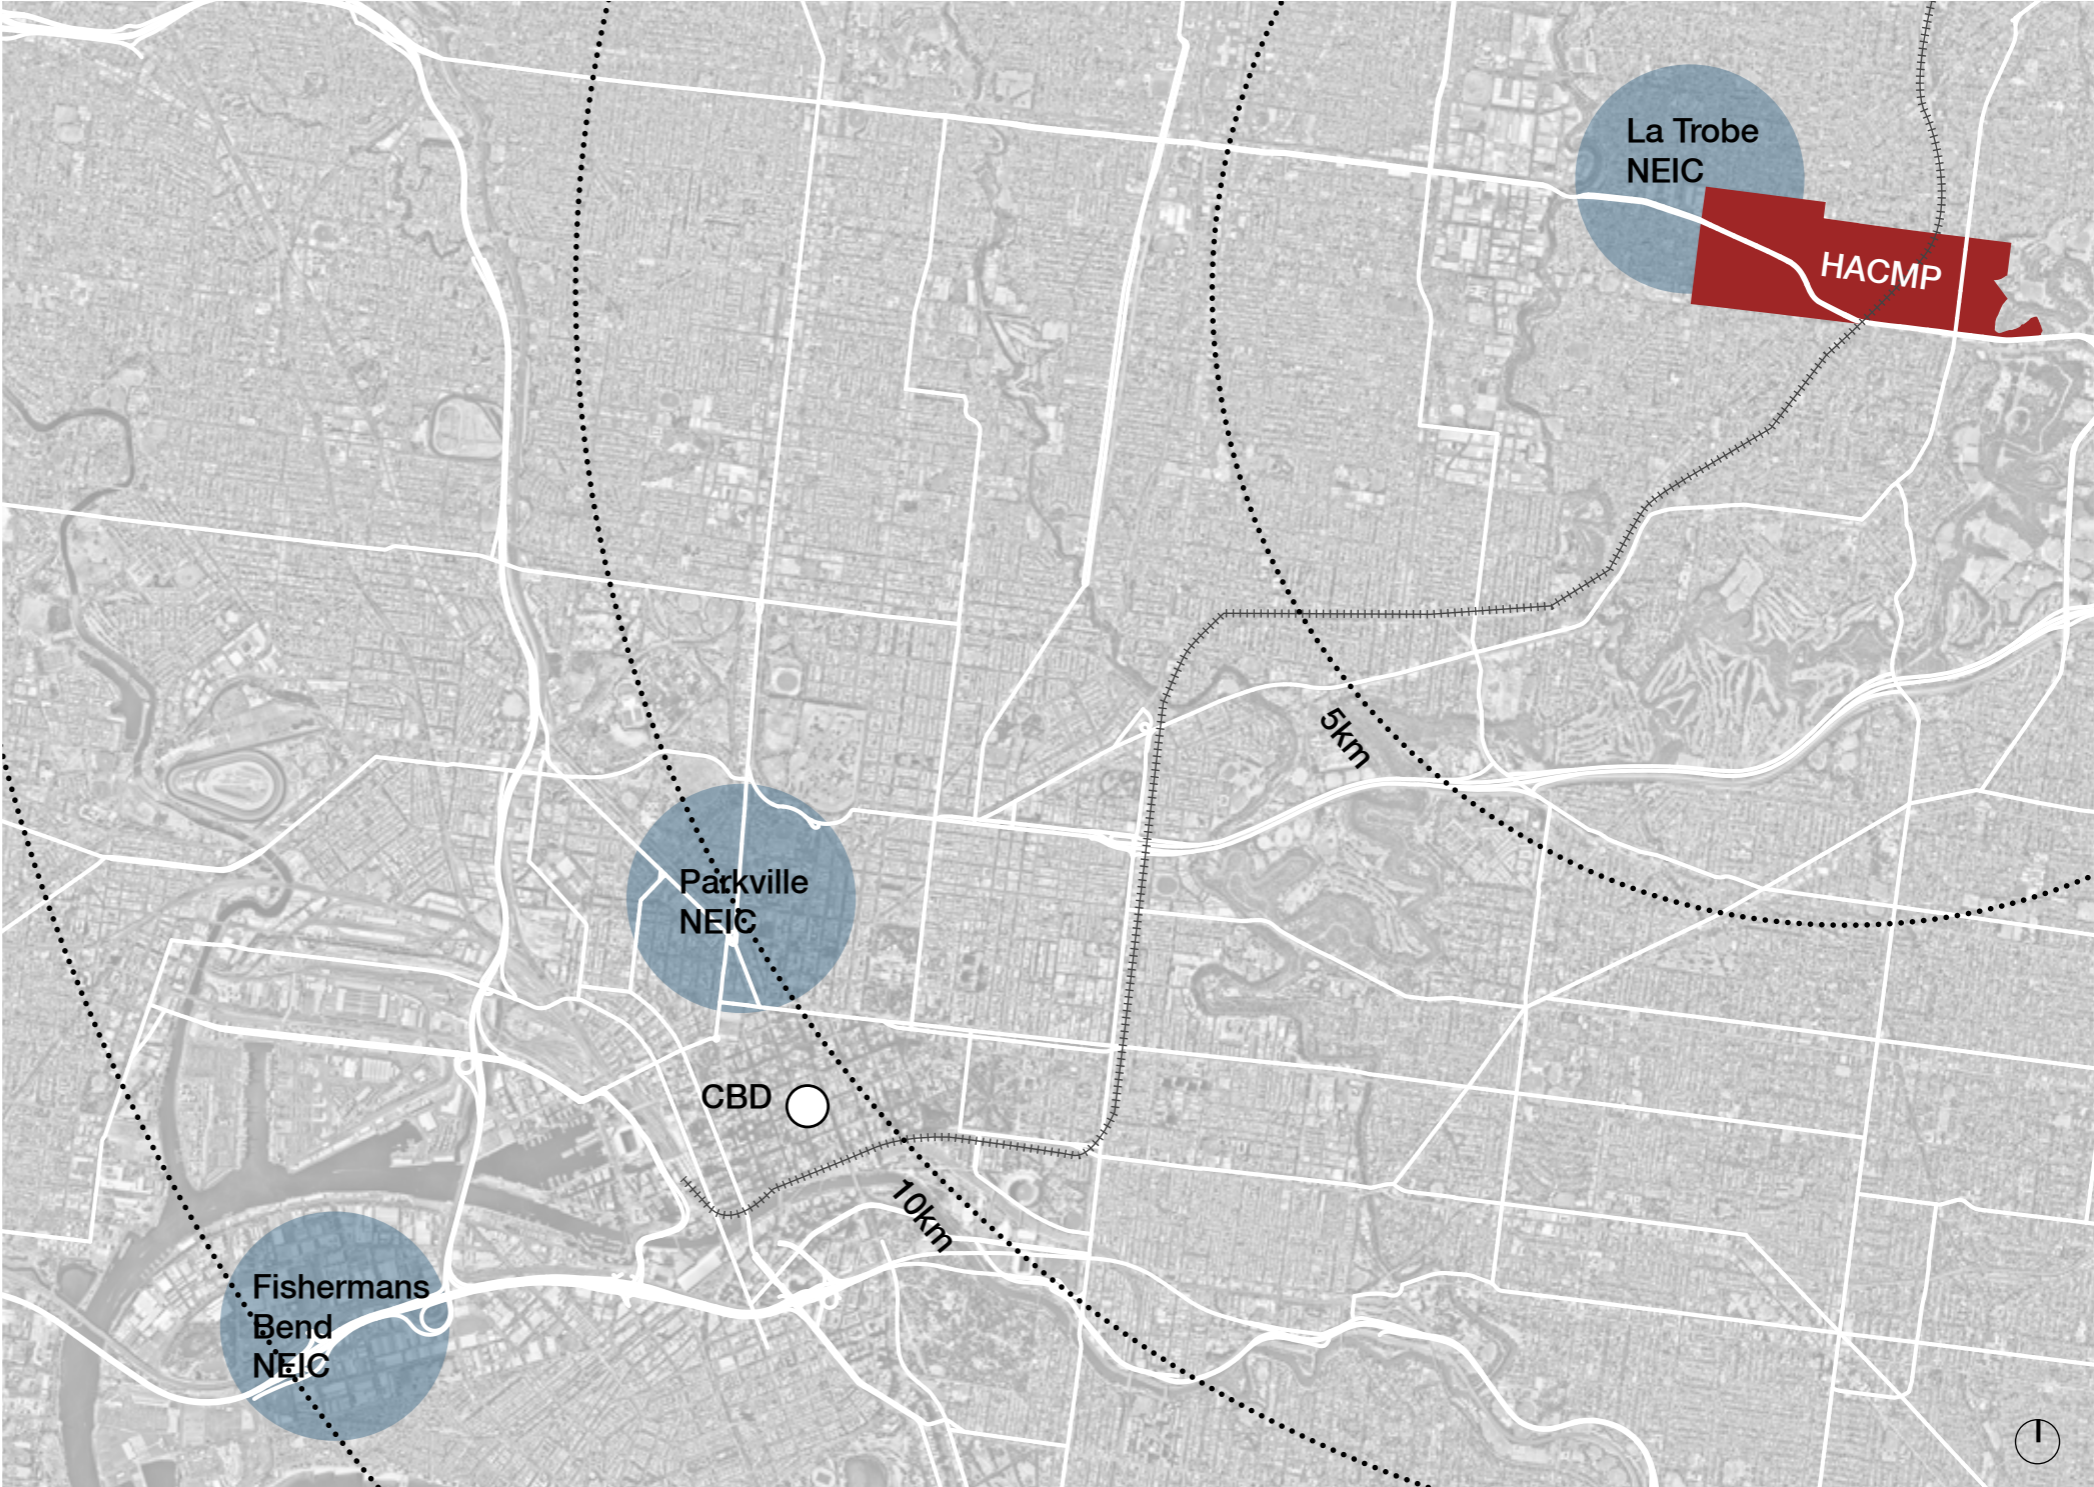 La Trobe
NEIC
HACMP
5km
Parkville
NEIC
CBD
10km
Fishermans
Bend
NEIC